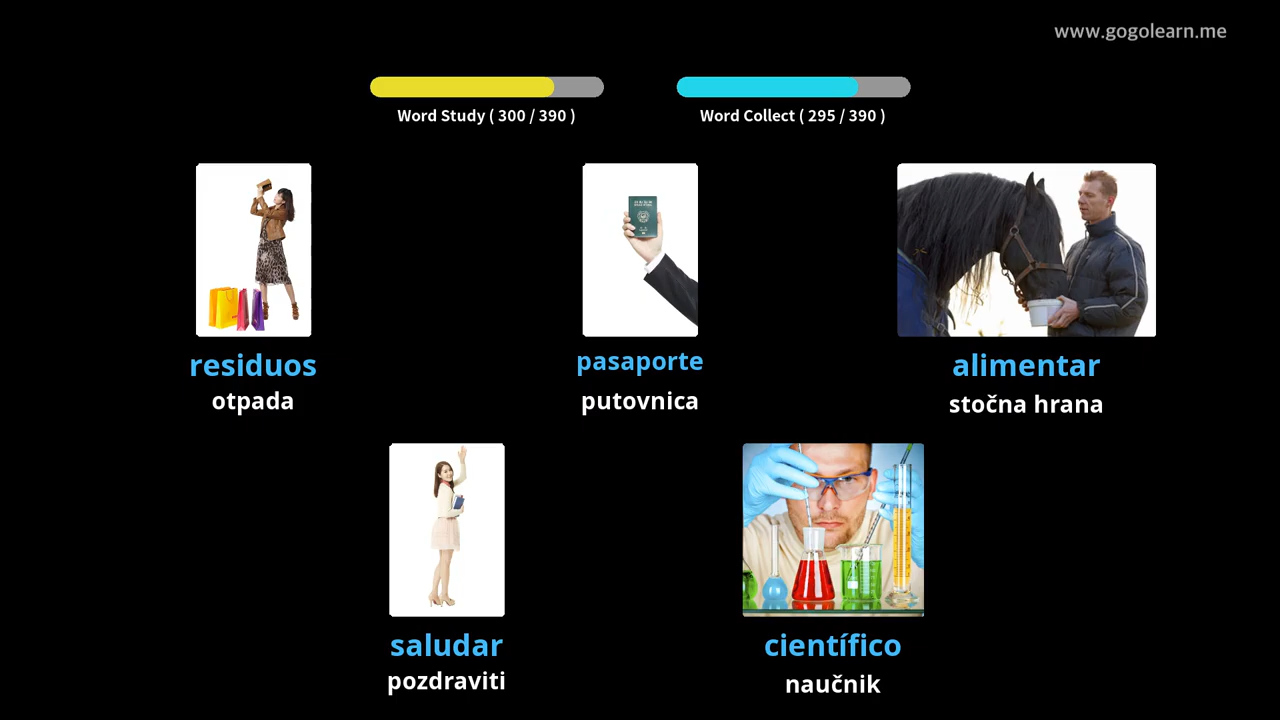 www.gogolearn.me
Word Study ( 300 / 390 )
Word Collect ( 295 / 390 )
residuos
otpada
pasaporte
putovnica
alimentar
stočna hrana
saludar
pozdraviti
científico
naučnik